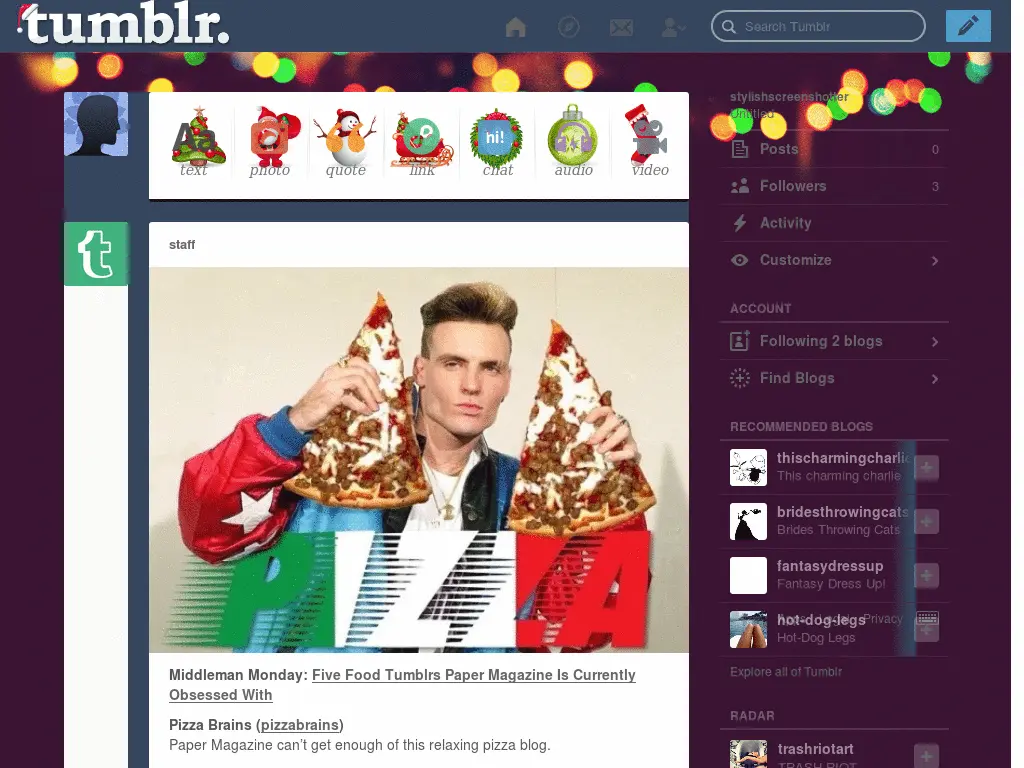 tumblr.
Search Tumblr
Aa
hi!
text
photo
quote
link
chat
audio
video
stylishscreenshotter
Untitled
Posts 0
Followers 3
Activity
Customize
ACCOUNT
Following 2 blogs
Find Blogs
RECOMMENDED BLOGS
thischarmingcharlie
This charming charlie
bridesthrowingcats
Brides Throwing Cats
fantasydressup
Fantasy Dress Up!
hot-dog-legs
Privacy
Hot-Dog Legs
Explore all of Tumblr
RADAR
trashriotart
TRASH RIOT
t
staff
PIZZA
Middleman Monday: Five Food Tumblrs Paper Magazine Is Currently
Obsessed With
Pizza Brains (pizzabrains)
Paper Magazine can't get enough of this relaxing pizza blog.